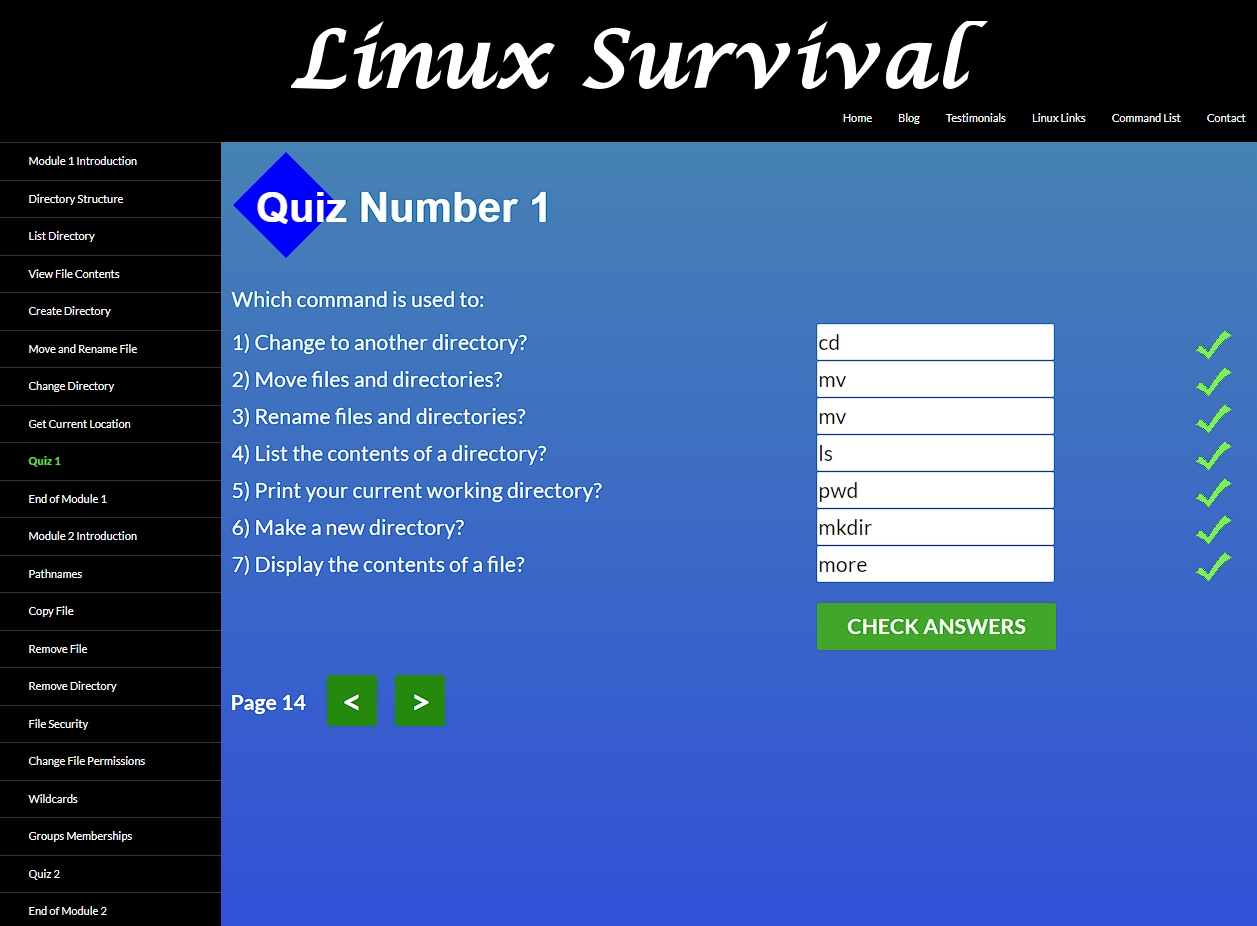 Linux Survival
Home Blog Testimonials Linux Links Command List Contact
Module 1 Introduction
Directory Structure
List Directory
View File Contents
Create Directory
Move and Rename File
Change Directory
Get Current Location
Quiz 1
End of Module 1
Module 2 Introduction
Pathnames
Copy File
Remove File
Remove Directory
File Security
Change File Permissions
Wildcards
Groups Memberships
Quiz 2
End of Module 2
Quiz Number 1
Which command is used to:
1) Change to another directory? cd
2) Move files and directories? mv
3) Rename files and directories? mv
4) List the contents of a directory? ls
5) Print your current working directory? pwd
6) Make a new directory? mkdir
7) Display the contents of a file? more
CHECK ANSWERS
Page 14 < >